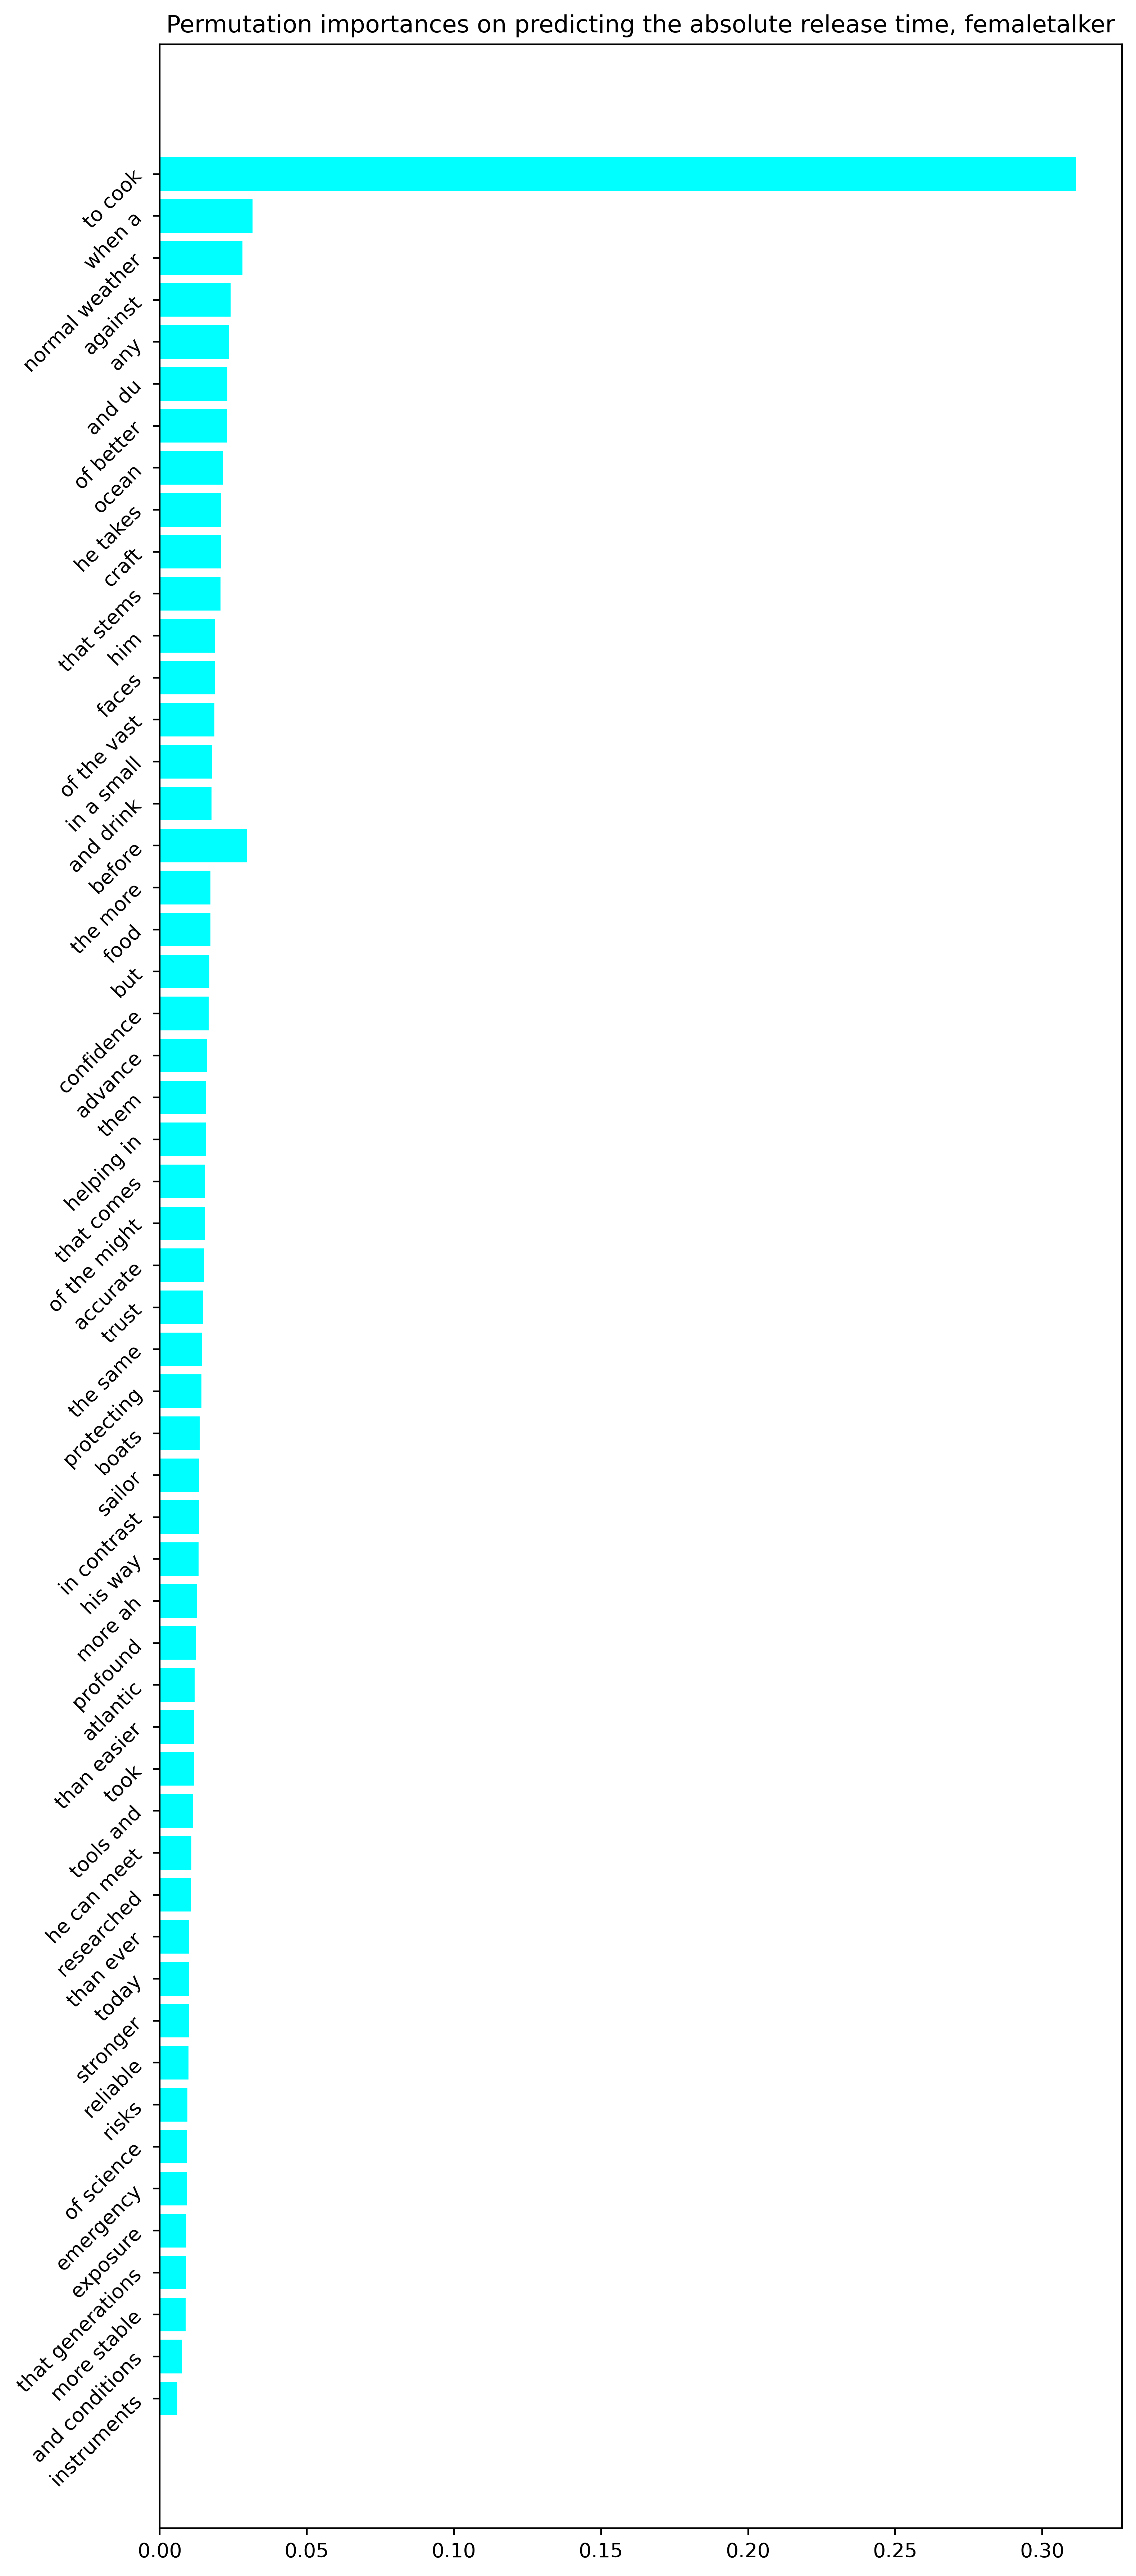 Permutation importances on predicting the absolute release time, femaletalker
to cook
when a
normal weather
against
any
and du
of better
ocean
he takes
craft
that stems
him
faces
of the vast
in a small
and drink
before
the more
food
but
confidence
advance
them
helping in
that comes
of the might
accurate
trust
the same
protecting
boats
sailor
in contrast
his way
more ah
profound
atlantic
than easier
took
tools and
he can meet
researched
than ever
today
stronger
reliable
risks
of science
emergency
exposure
that generations
more stable
and conditions
instruments
0.00 0.05 0.10 0.15 0.20 0.25 0.30